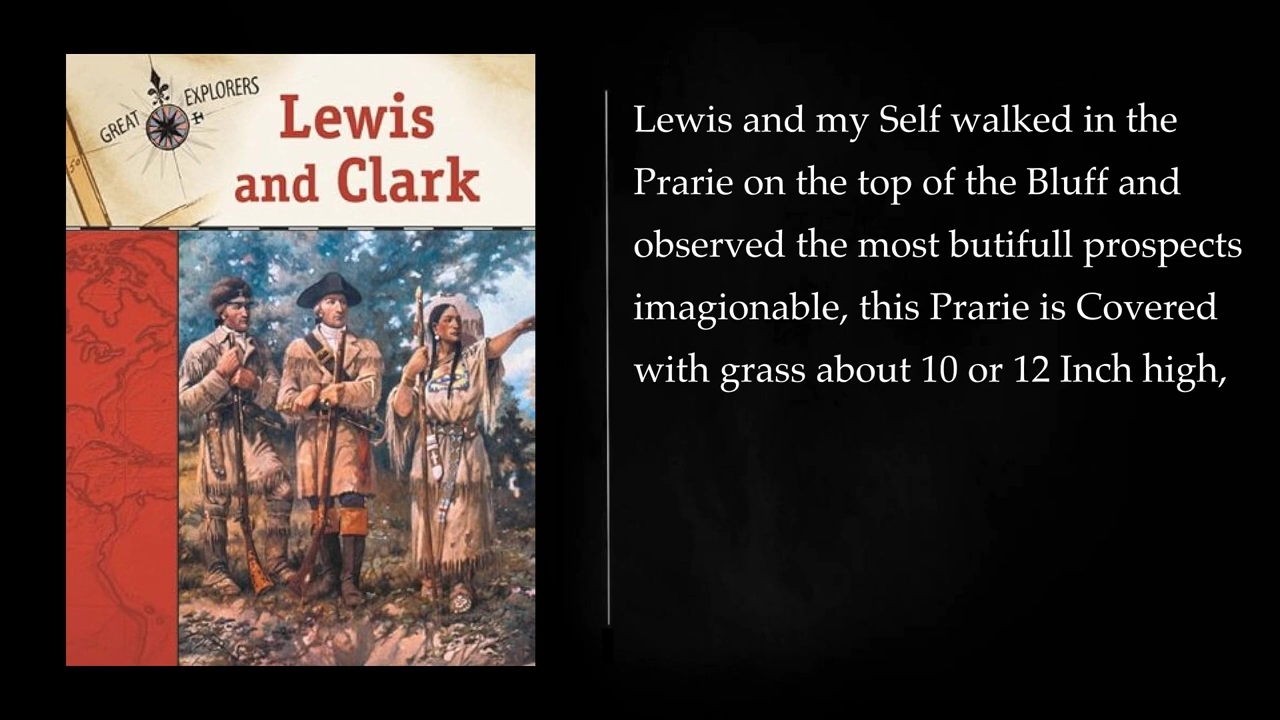 GREAT EXPLORERS
Lewis
and Clark
Lewis and my Self walked in the
Prarie on the top of the Bluff and
observed the most butifull prospects
imagionable, this Prarie is Covered
with grass about 10 or 12 Inch high,